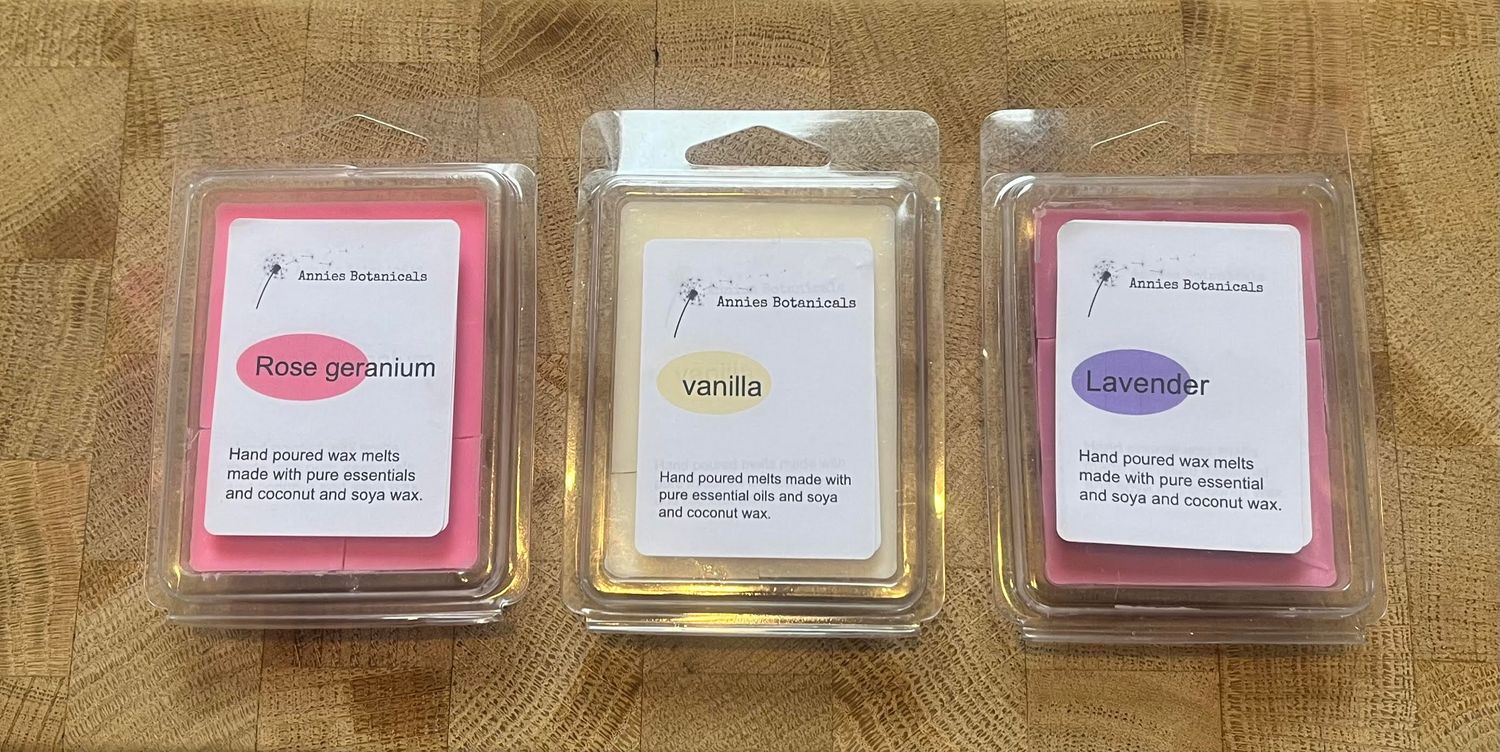 Annies Botanicals
Rose geranium
Hand poured wax melts
made with pure essentials
and coconut and soya wax.
Annies Botanicals
vanilla
Hand poured melts made with
pure essential oils and soya
and coconut wax.
Annies Botanicals
Lavender
Hand poured wax melts
made with pure essential
and soya and coconut wax.